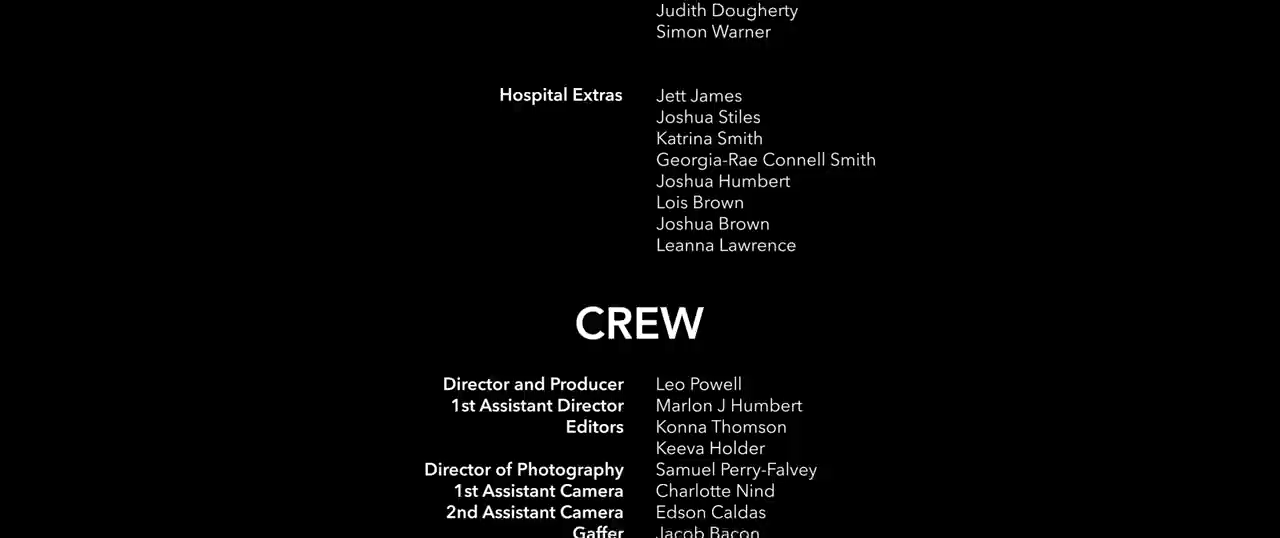 Judith Dougherty
Simon Warner
Hospital Extras Jett James
Joshua Stiles
Katrina Smith
Georgia-Rae Connell Smith
Joshua Humbert
Lois Brown
Joshua Brown
Leanna Lawrence
CREW
Director and Producer Leo Powell
1st Assistant Director Marlon J Humbert
Editors Konna Thomson
Keeva Holder
Director of Photography Samuel Perry-Falvey
1st Assistant Camera Charlotte Nind
2nd Assistant Camera Edson Caldas
Gaffer Jacob Bacon